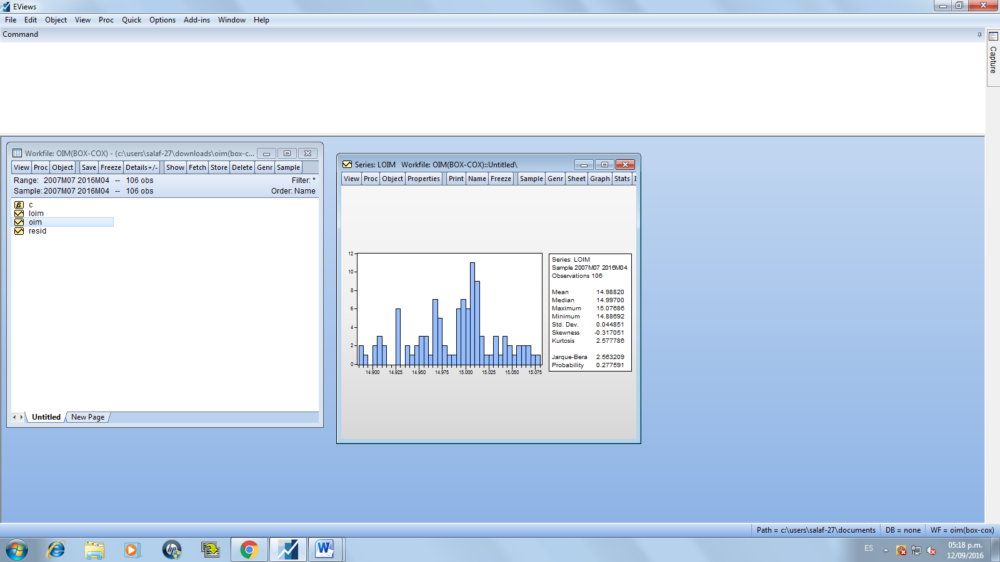 EViews
File Edit Object View Proc Quick Options Add-ins Window Help
Command
Capture
Workfile: OIM(BOX-COX) - (c:\users\salaf-27\downloads\oim(box-c...
View Proc Object Save Freeze Details+/- Show Fetch Store Delete Genr Sample
Range: 2007M07 2016M04 -- 106 obs Filter: *
Sample: 2007M07 2016M04 -- 106 obs Order: Name
c
loim
oim
resid
Untitled New Page
Series: LOIM Workfile: OIM(BOX-COX)::Untitled\
View Proc Object Properties Print Name Freeze Sample Genr Sheet Graph Stats
12
10
8
6
4
2
0
14.900 14.925 14.950 14.975 15.000 15.025 15.050 15.075
Series: LOIM
Sample 2007M07 2016M04
Observations 106
Mean 14.98820
Median 14.99700
Maximum 15.07686
Minimum 14.88692
Std. Dev. 0.044851
Skewness -0.317051
Kurtosis 2.577786
Jarque-Bera 2.563209
Probability 0.277591
Path = c:\users\salaf-27\documents DB = none WF = oim(box-cox)
ES
05:18 p.m.
12/09/2016